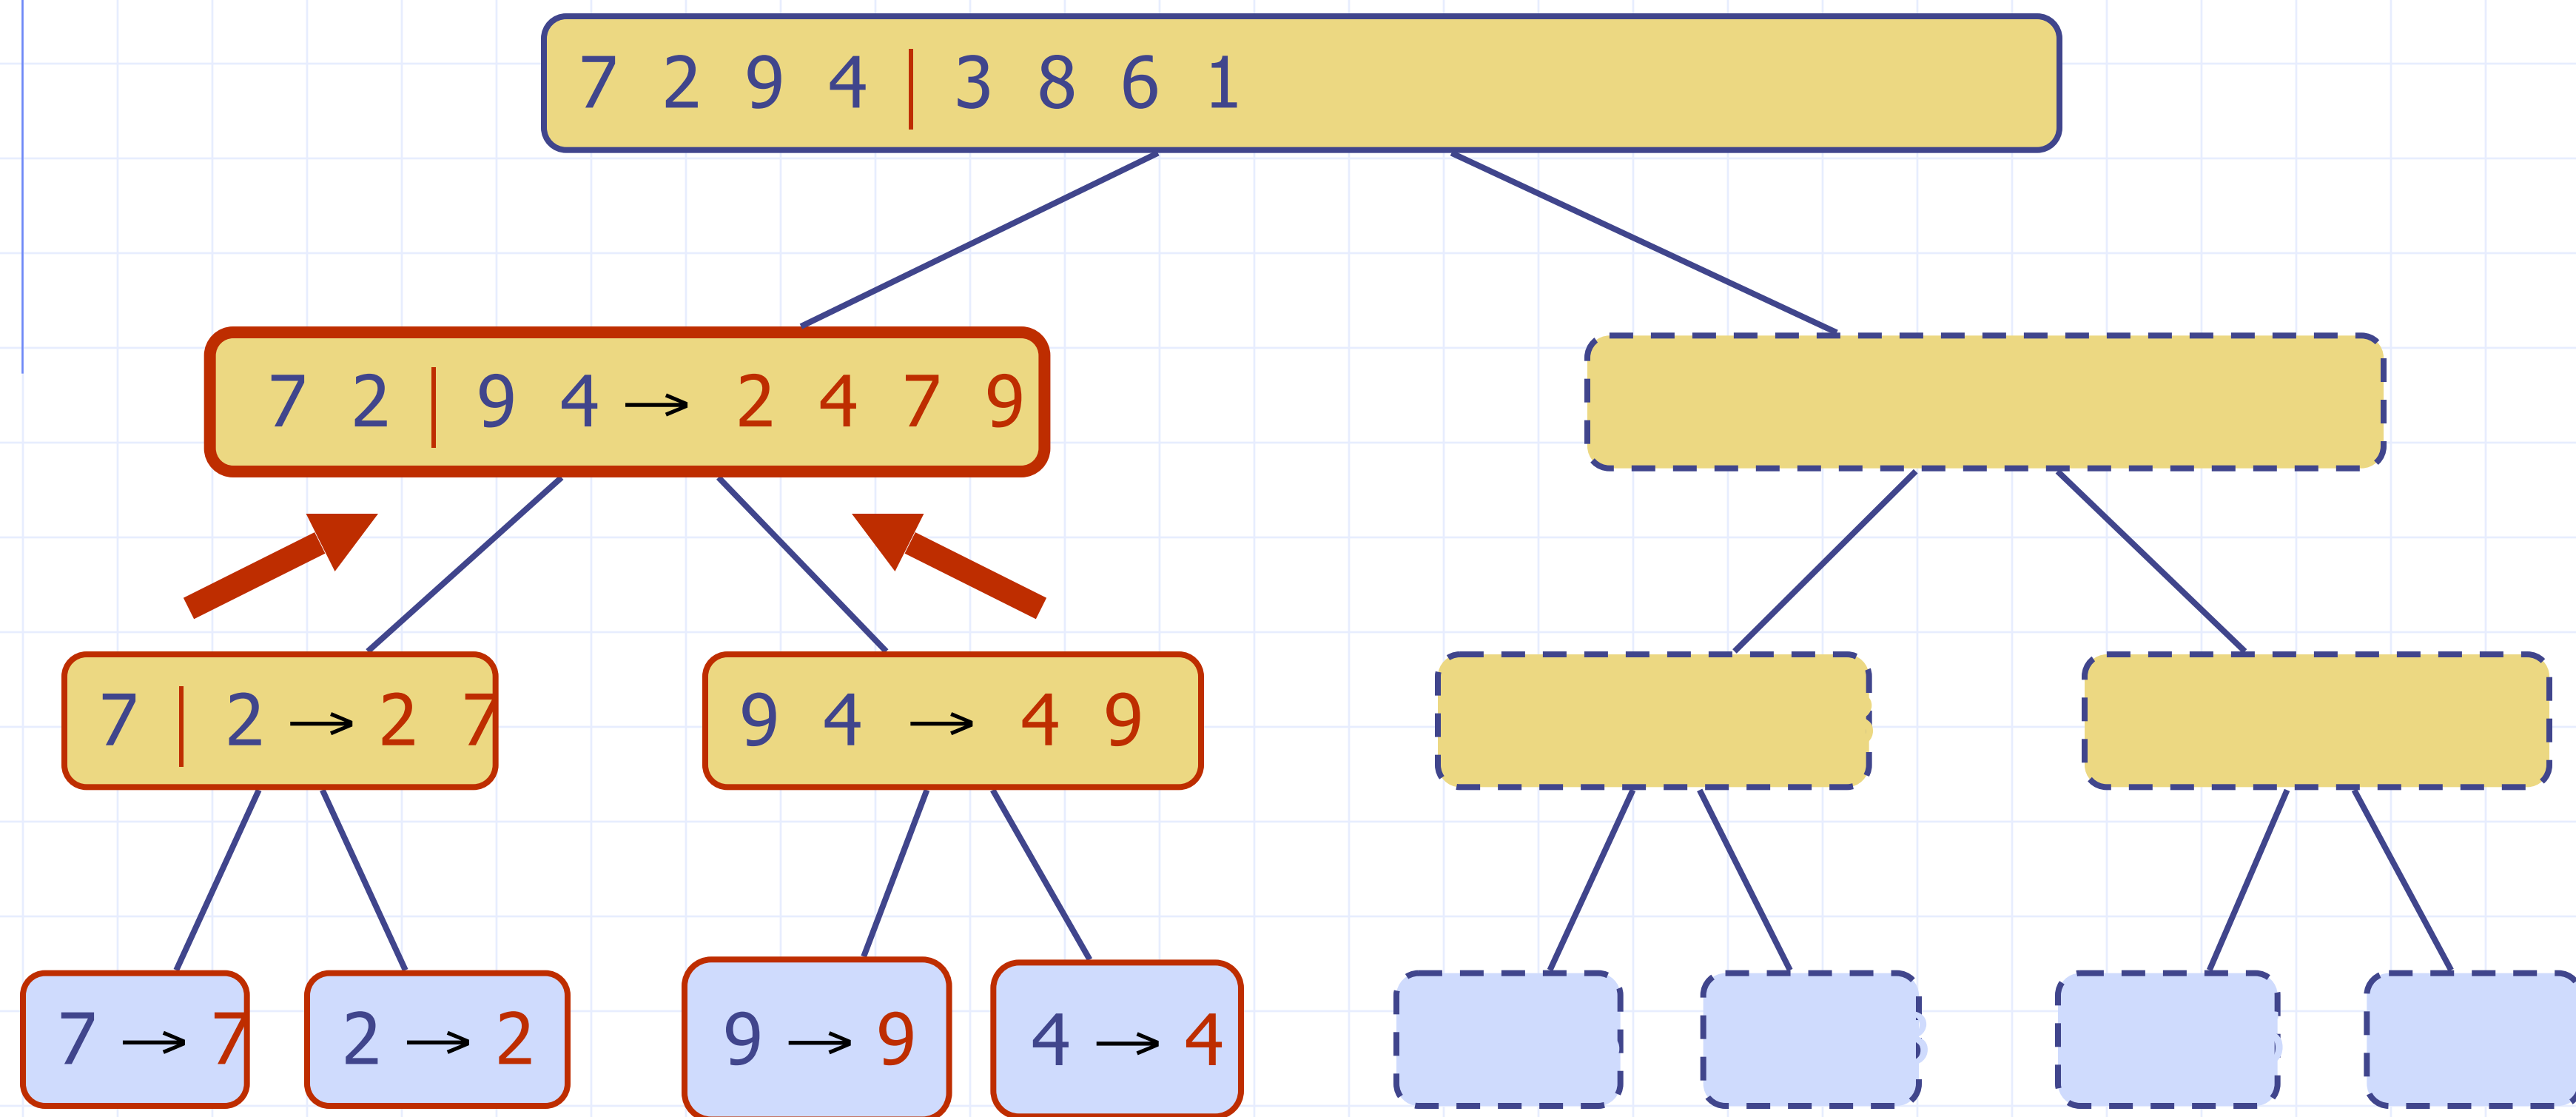 7 2 9 4 | 3 8 6 1
7 2 | 9 4 → 2 4 7 9
7 | 2 → 2 7
9 4 → 4 9
7 → 7
2 → 2
9 → 9
4 → 4